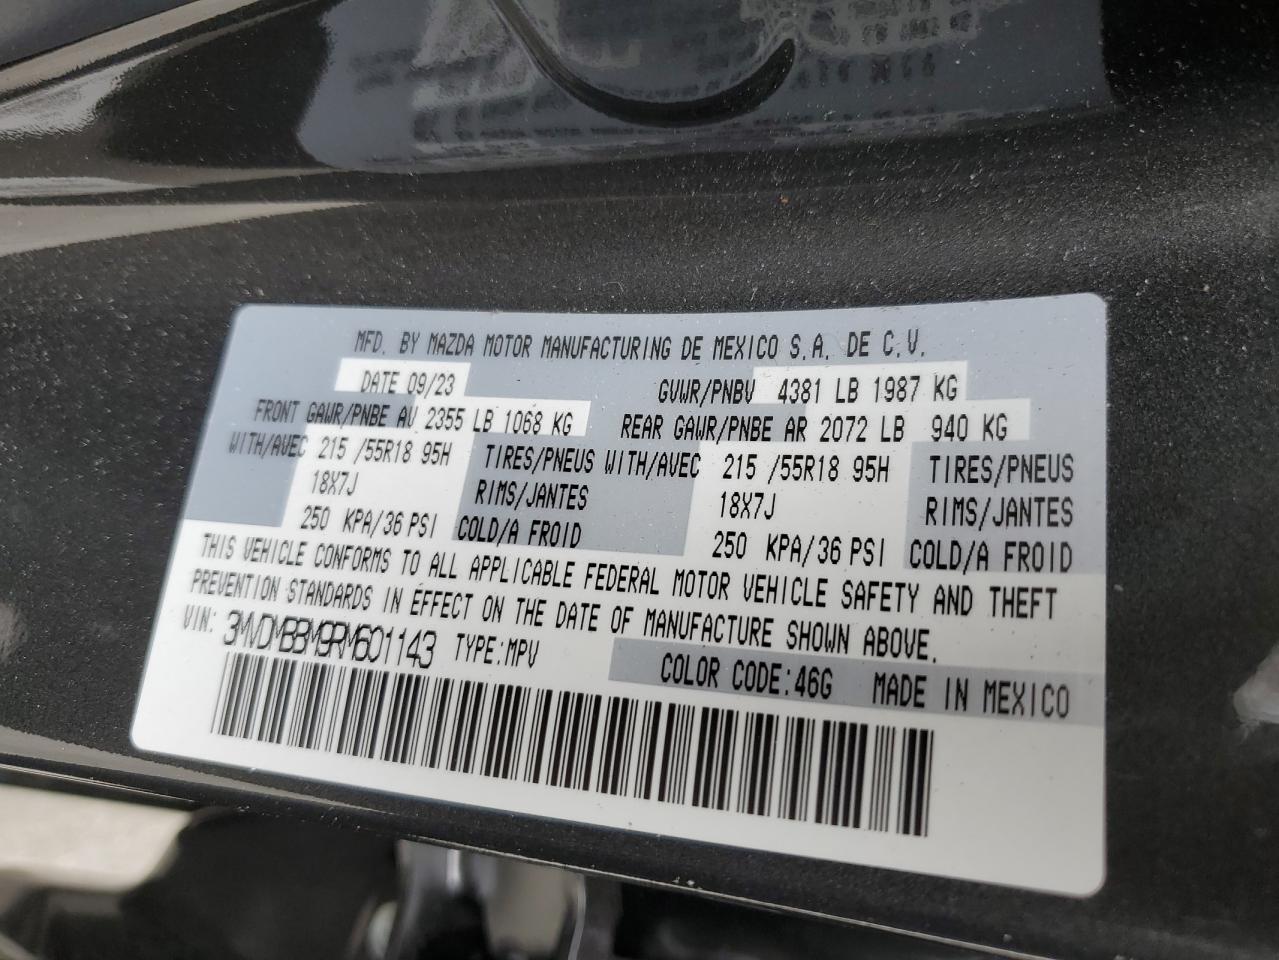 MFD. BY MAZDA MOTOR MANUFACTURING DE MEXICO S.A. DE C.V.
DATE 09/23 GVWR/PNBV 4381 LB 1987 KG
FRONT GAWR/PNBE AV 2355 LB 1068 KG REAR GAWR/PNBE AR 2072 LB 940 KG
WITH/AVEC 215 /55R18 95H TIRES/PNEUS WITH/AVEC 215 /55R18 95H TIRES/PNEUS
18X7J RIMS/JANTES 18X7J RIMS/JANTES
250 KPA/36 PSI COLD/A FROID 250 KPA/36 PSI COLD/A FROID
THIS VEHICLE CONFORMS TO ALL APPLICABLE FEDERAL MOTOR VEHICLE SAFETY AND THEFT
PREVENTION STANDARDS IN EFFECT ON THE DATE OF MANUFACTURE SHOWN ABOVE.
VIN: 3MVDMBBM9RM601143 TYPE:MPV
COLOR CODE:46G MADE IN MEXICO